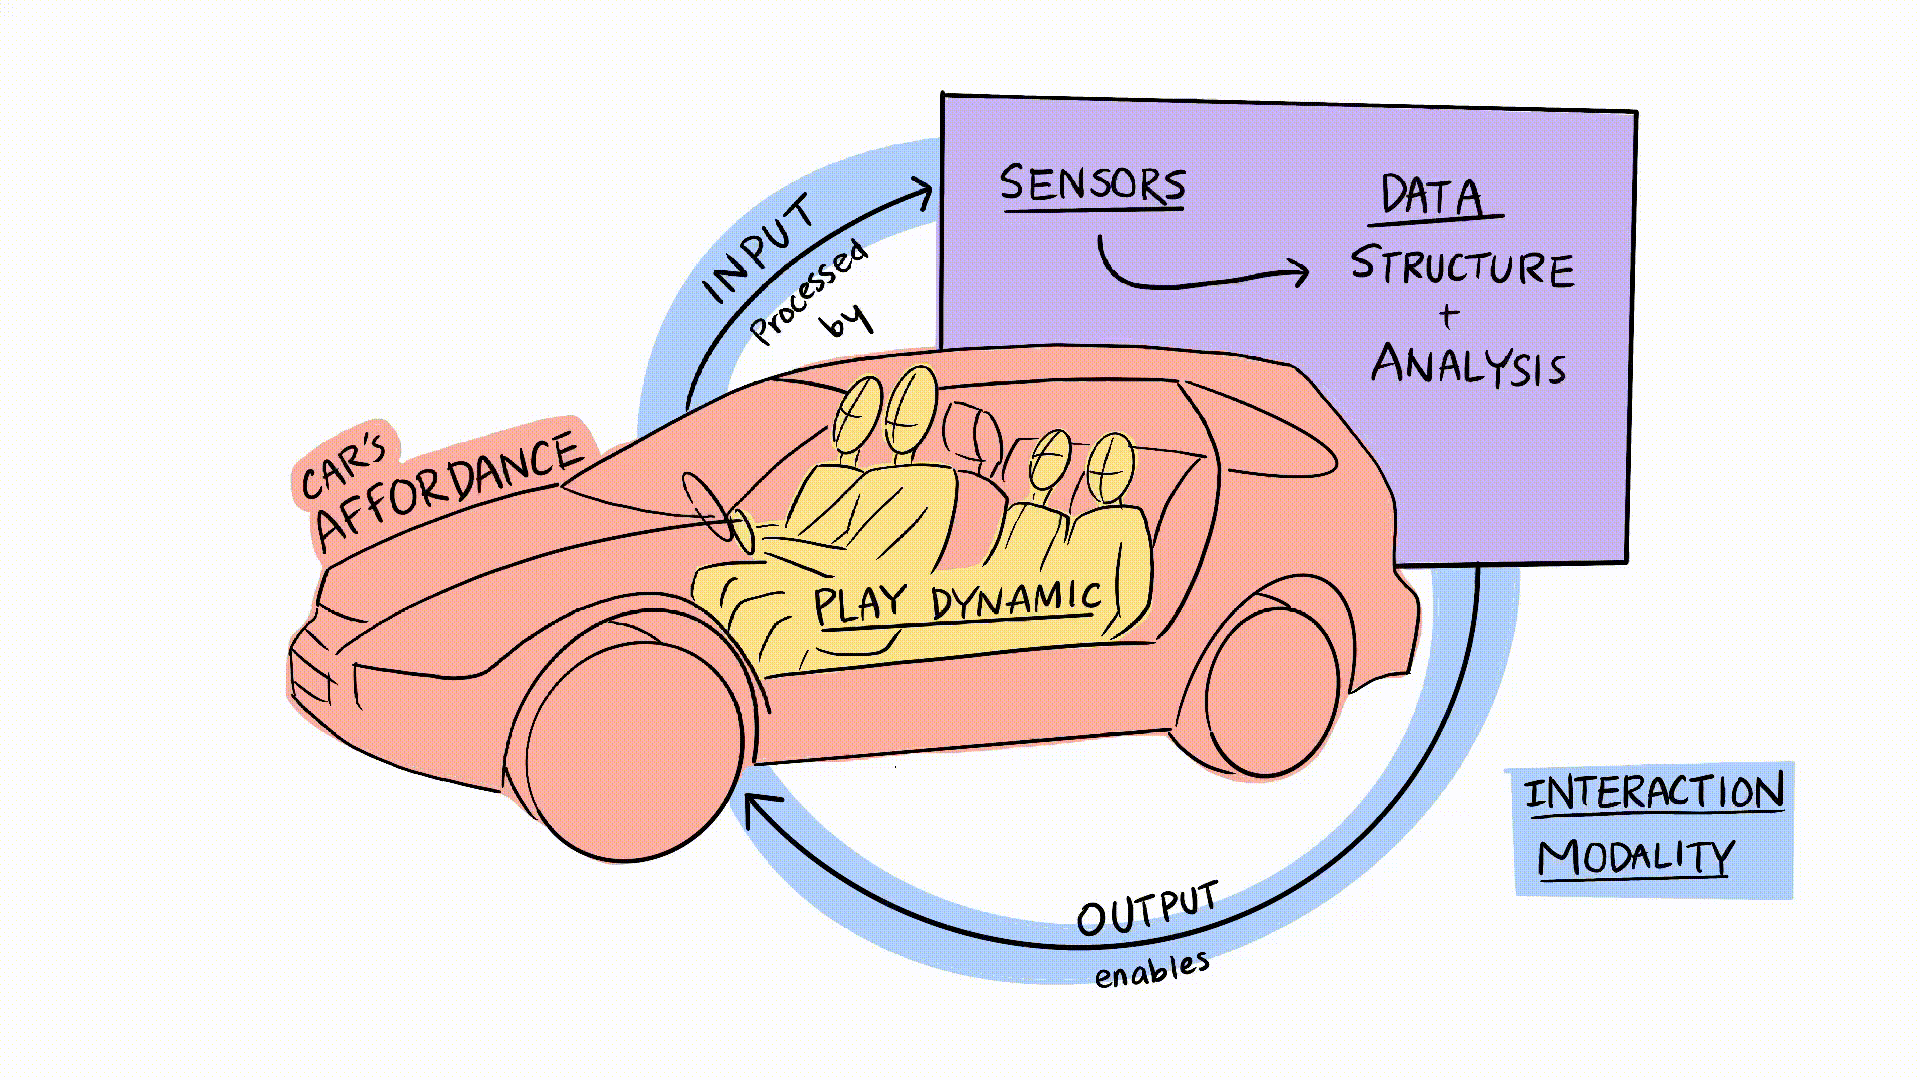 SENSORS
DATA
STRUCTURE
+
ANALYSIS
INPUT
Processed
by
CAR'S
AFFORDANCE
PLAY DYNAMIC
INTERACTION
MODALITY
OUTPUT
enables